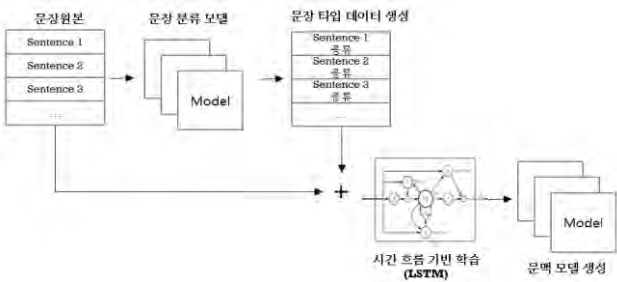 문장원본
문장 분류 모델
문장 타입 데이터 생성
Sentence 1
Sentence 2
Sentence 3
...
Model
Sentence 1
종류
Sentence 2
종류
Sentence 3
종류
...
+
시간 흐름 기반 학습
(LSTM)
Model
문맥 모델 생성